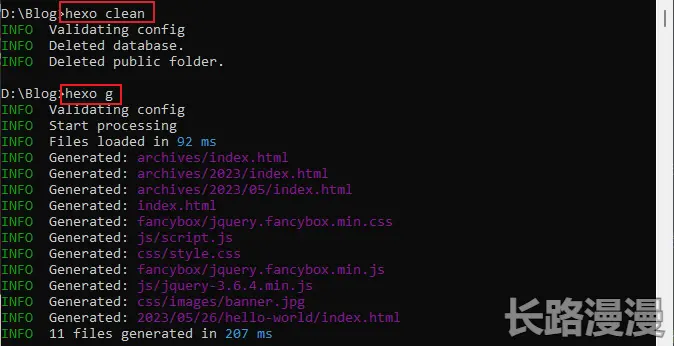 D:\Blog>hexo clean
INFO  Validating config
INFO  Deleted database.
INFO  Deleted public folder.
D:\Blog>hexo g
INFO  Validating config
INFO  Start processing
INFO  Files loaded in 92 ms
INFO  Generated: archives/index.html
INFO  Generated: archives/2023/index.html
INFO  Generated: archives/2023/05/index.html
INFO  Generated: index.html
INFO  Generated: fancybox/jquery.fancybox.min.css
INFO  Generated: js/script.js
INFO  Generated: css/style.css
INFO  Generated: fancybox/jquery.fancybox.min.js
INFO  Generated: js/jquery-3.6.4.min.js
INFO  Generated: css/images/banner.jpg
INFO  Generated: 2023/05/26/hello-world/index.html
INFO  11 files generated in 207 ms
长路漫漫